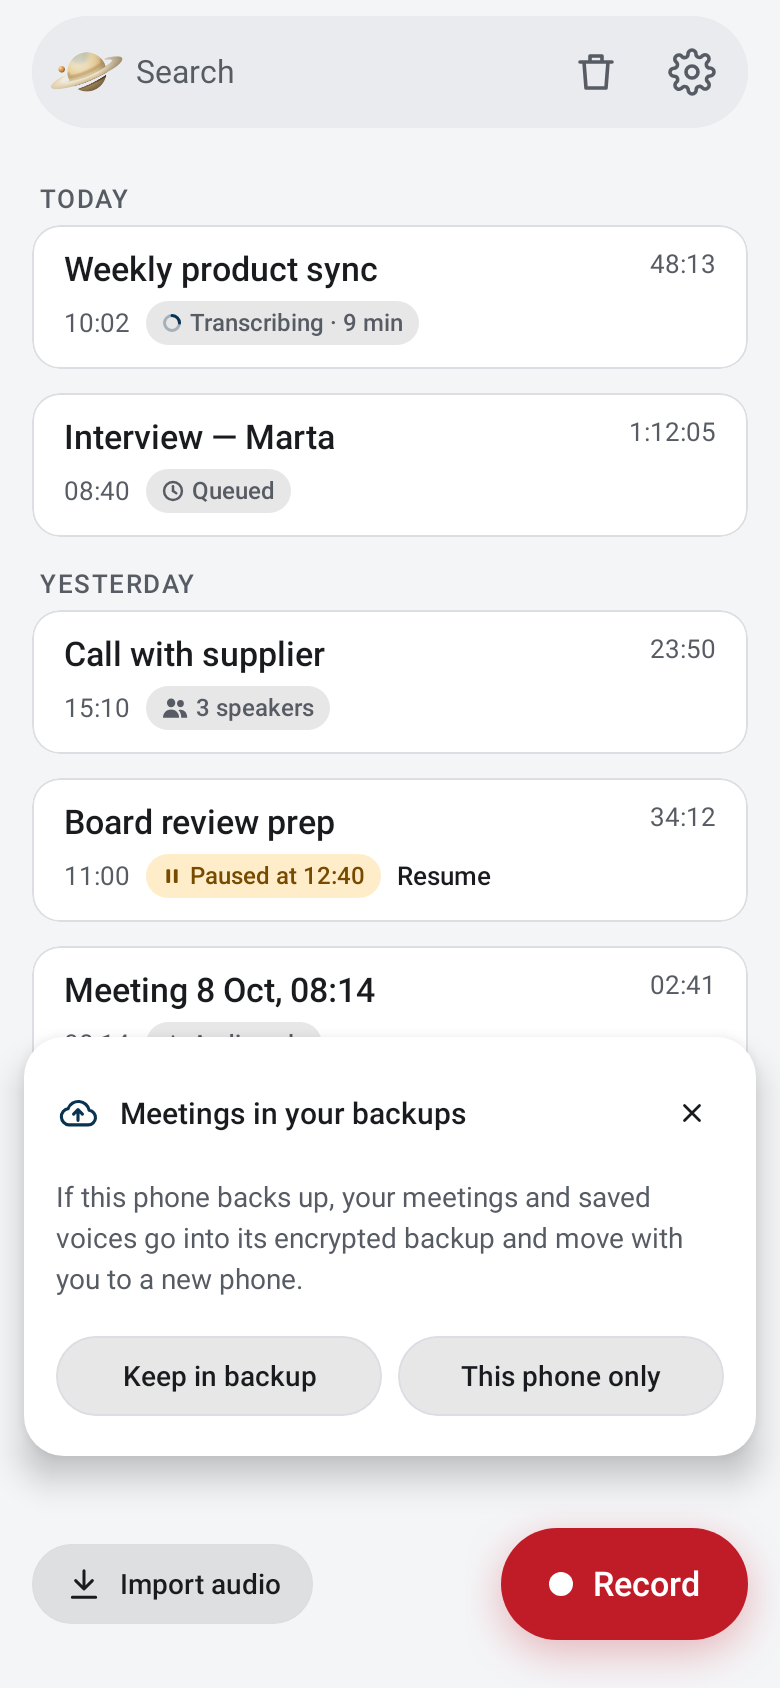 Search
TODAY
Weekly product sync
48:13
10:02
Transcribing · 9 min
Interview — Marta
1:12:05
08:40
Queued
YESTERDAY
Call with supplier
23:50
15:10
3 speakers
Board review prep
34:12
11:00
Paused at 12:40
Resume
Meeting 8 Oct, 08:14
02:41
Meetings in your backups
If this phone backs up, your meetings and saved
voices go into its encrypted backup and move with
you to a new phone.
Keep in backup
This phone only
Import audio
Record